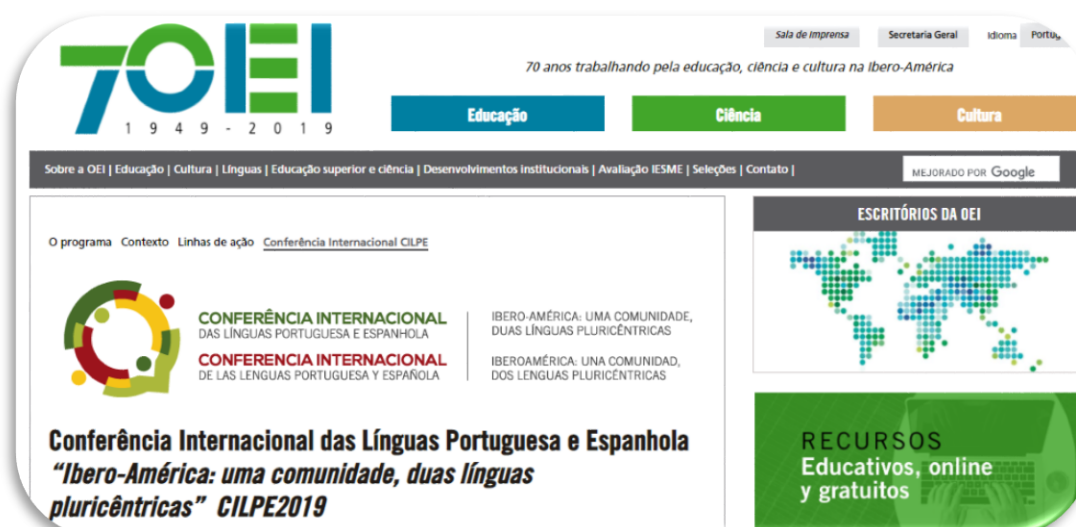 7OEI
1949-2019
Sala de Imprensa
Secretaria Geral
Idioma
70 anos trabalhando pela educação, ciência e cultura na Ibero-América
Educação
Ciência
Cultura
Sobre a OEI | Educação | Cultura | Línguas | Educação superior e ciência | Desenvolvimentos institucionais | Avaliação IESME | Seleções | Contato |
MEJORADO POR Google
O programa Contexto Linhas de ação Conferência Internacional CILPE
CONFERÊNCIA INTERNACIONAL
DAS LÍNGUAS PORTUGUESA E ESPANHOLA
CONFERENCIA INTERNACIONAL
DE LAS LENGUAS PORTUGUESA Y ESPAÑOLA
IBERO-AMÉRICA: UMA COMUNIDADE,
DUAS LÍNGUAS PLURICÊNTRICAS
IBEROAMÉRICA: UNA COMUNIDAD,
DOS LENGUAS PLURICÉNTRICAS
Conferência Internacional das Línguas Portuguesa e Espanhola
“Ibero-América: uma comunidade, duas línguas
pluricêntricas” CILPE2019
ESCRITÓRIOS DA OEI
RECURSOS
Educativos, online
y gratuitos